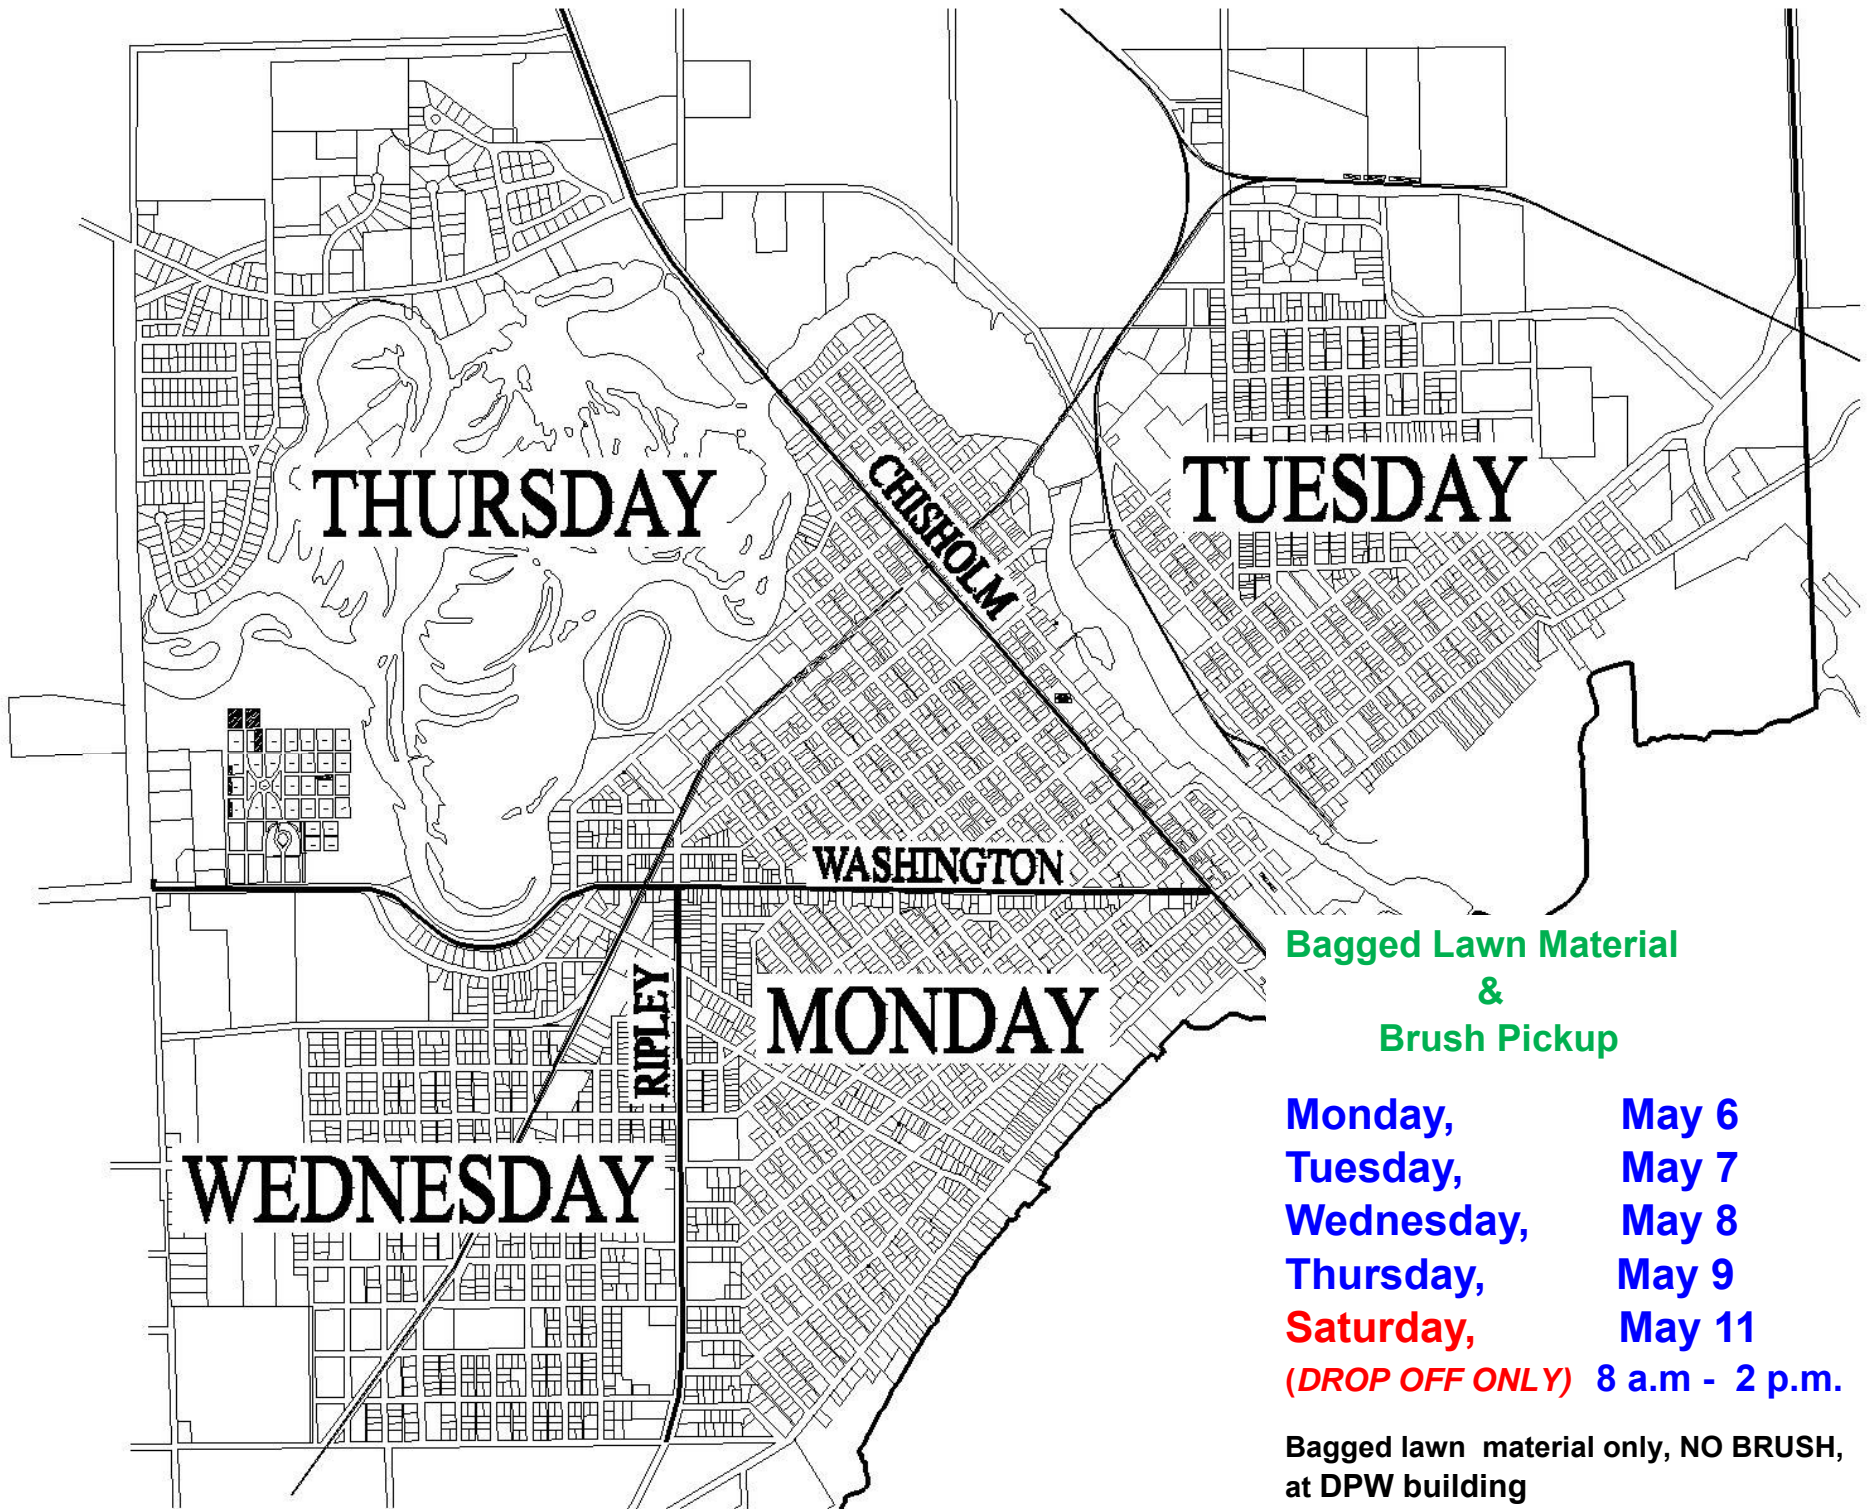 THURSDAY
CHISHOLM
TUESDAY
WASHINGTON
RIPLEY
MONDAY
WEDNESDAY
Bagged Lawn Material
&
Brush Pickup
Monday, May 6
Tuesday, May 7
Wednesday, May 8
Thursday, May 9
Saturday, May 11
(DROP OFF ONLY) 8 a.m - 2 p.m.
Bagged lawn material only, NO BRUSH,
at DPW building